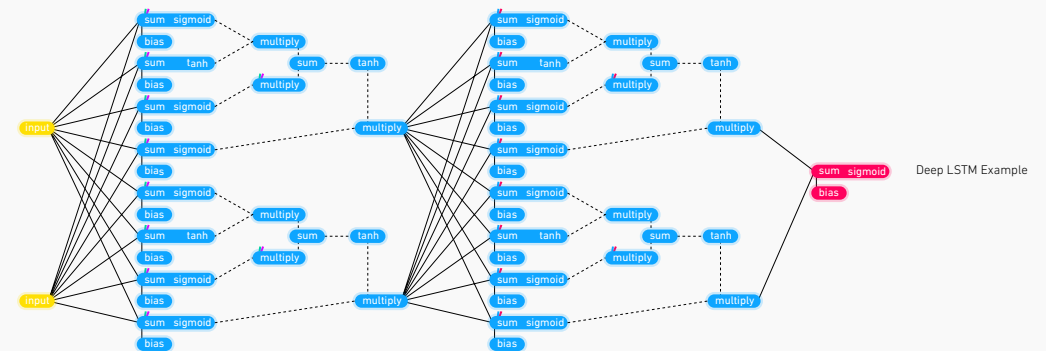 sum sigmoid sum sigmoid
bias multiply bias multiply
sum tanh sum tanh sum tanh sum tanh
bias multiply bias multiply
sum sigmoid sum sigmoid
input bias multiply bias multiply
sum sigmoid sum sigmoid
bias bias sum sigmoid Deep LSTM Example
sum sigmoid sum sigmoid bias
bias multiply bias multiply
sum tanh sum tanh sum tanh sum tanh
bias multiply bias multiply
sum sigmoid sum sigmoid
input bias multiply bias multiply
sum sigmoid sum sigmoid
bias bias